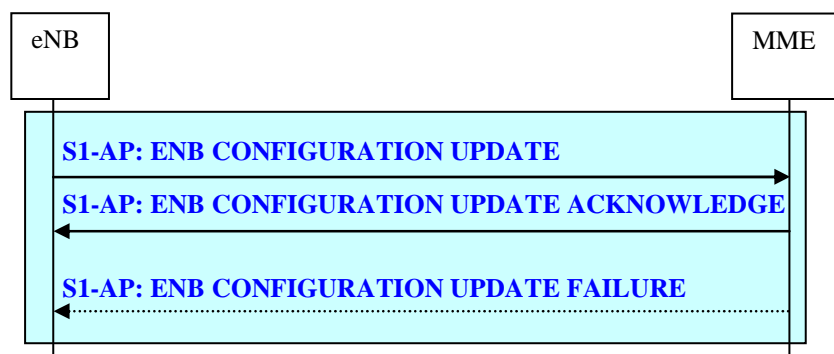 eNB
MME
S1-AP: ENB CONFIGURATION UPDATE
S1-AP: ENB CONFIGURATION UPDATE ACKNOWLEDGE
S1-AP: ENB CONFIGURATION UPDATE FAILURE